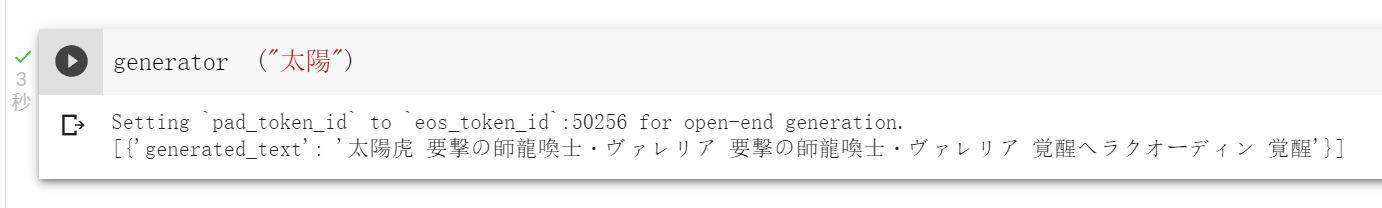 generator ("太陽")
3
秒
Setting `pad_token_id` to `eos_token_id`:50256 for open-end generation.
[{'generated_text': '太陽虎 要撃の師龍喚士・ヴァレリア 要撃の師龍喚士・ヴァレリア 覚醒ヘラクオーディン 覚醒'}]